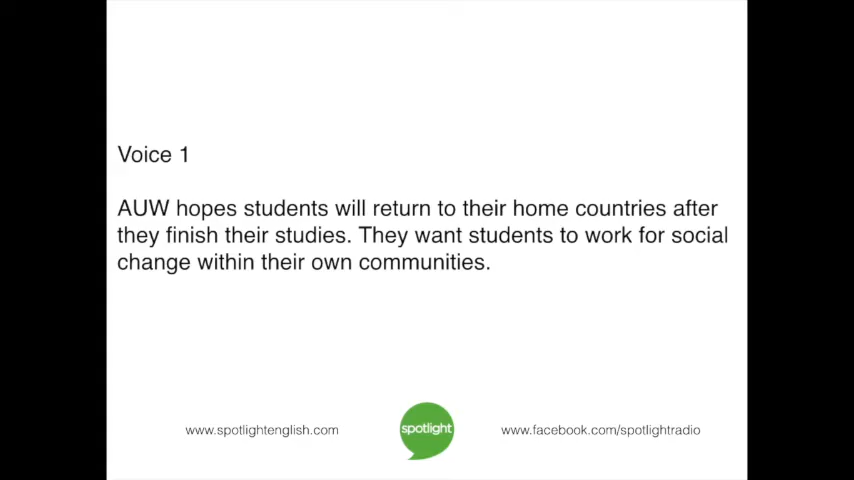 Voice 1
AUW hopes students will return to their home countries after
they finish their studies. They want students to work for social
change within their own communities.
www.spotlightenglish.com
spotlight
www.facebook.com/spotlightradio